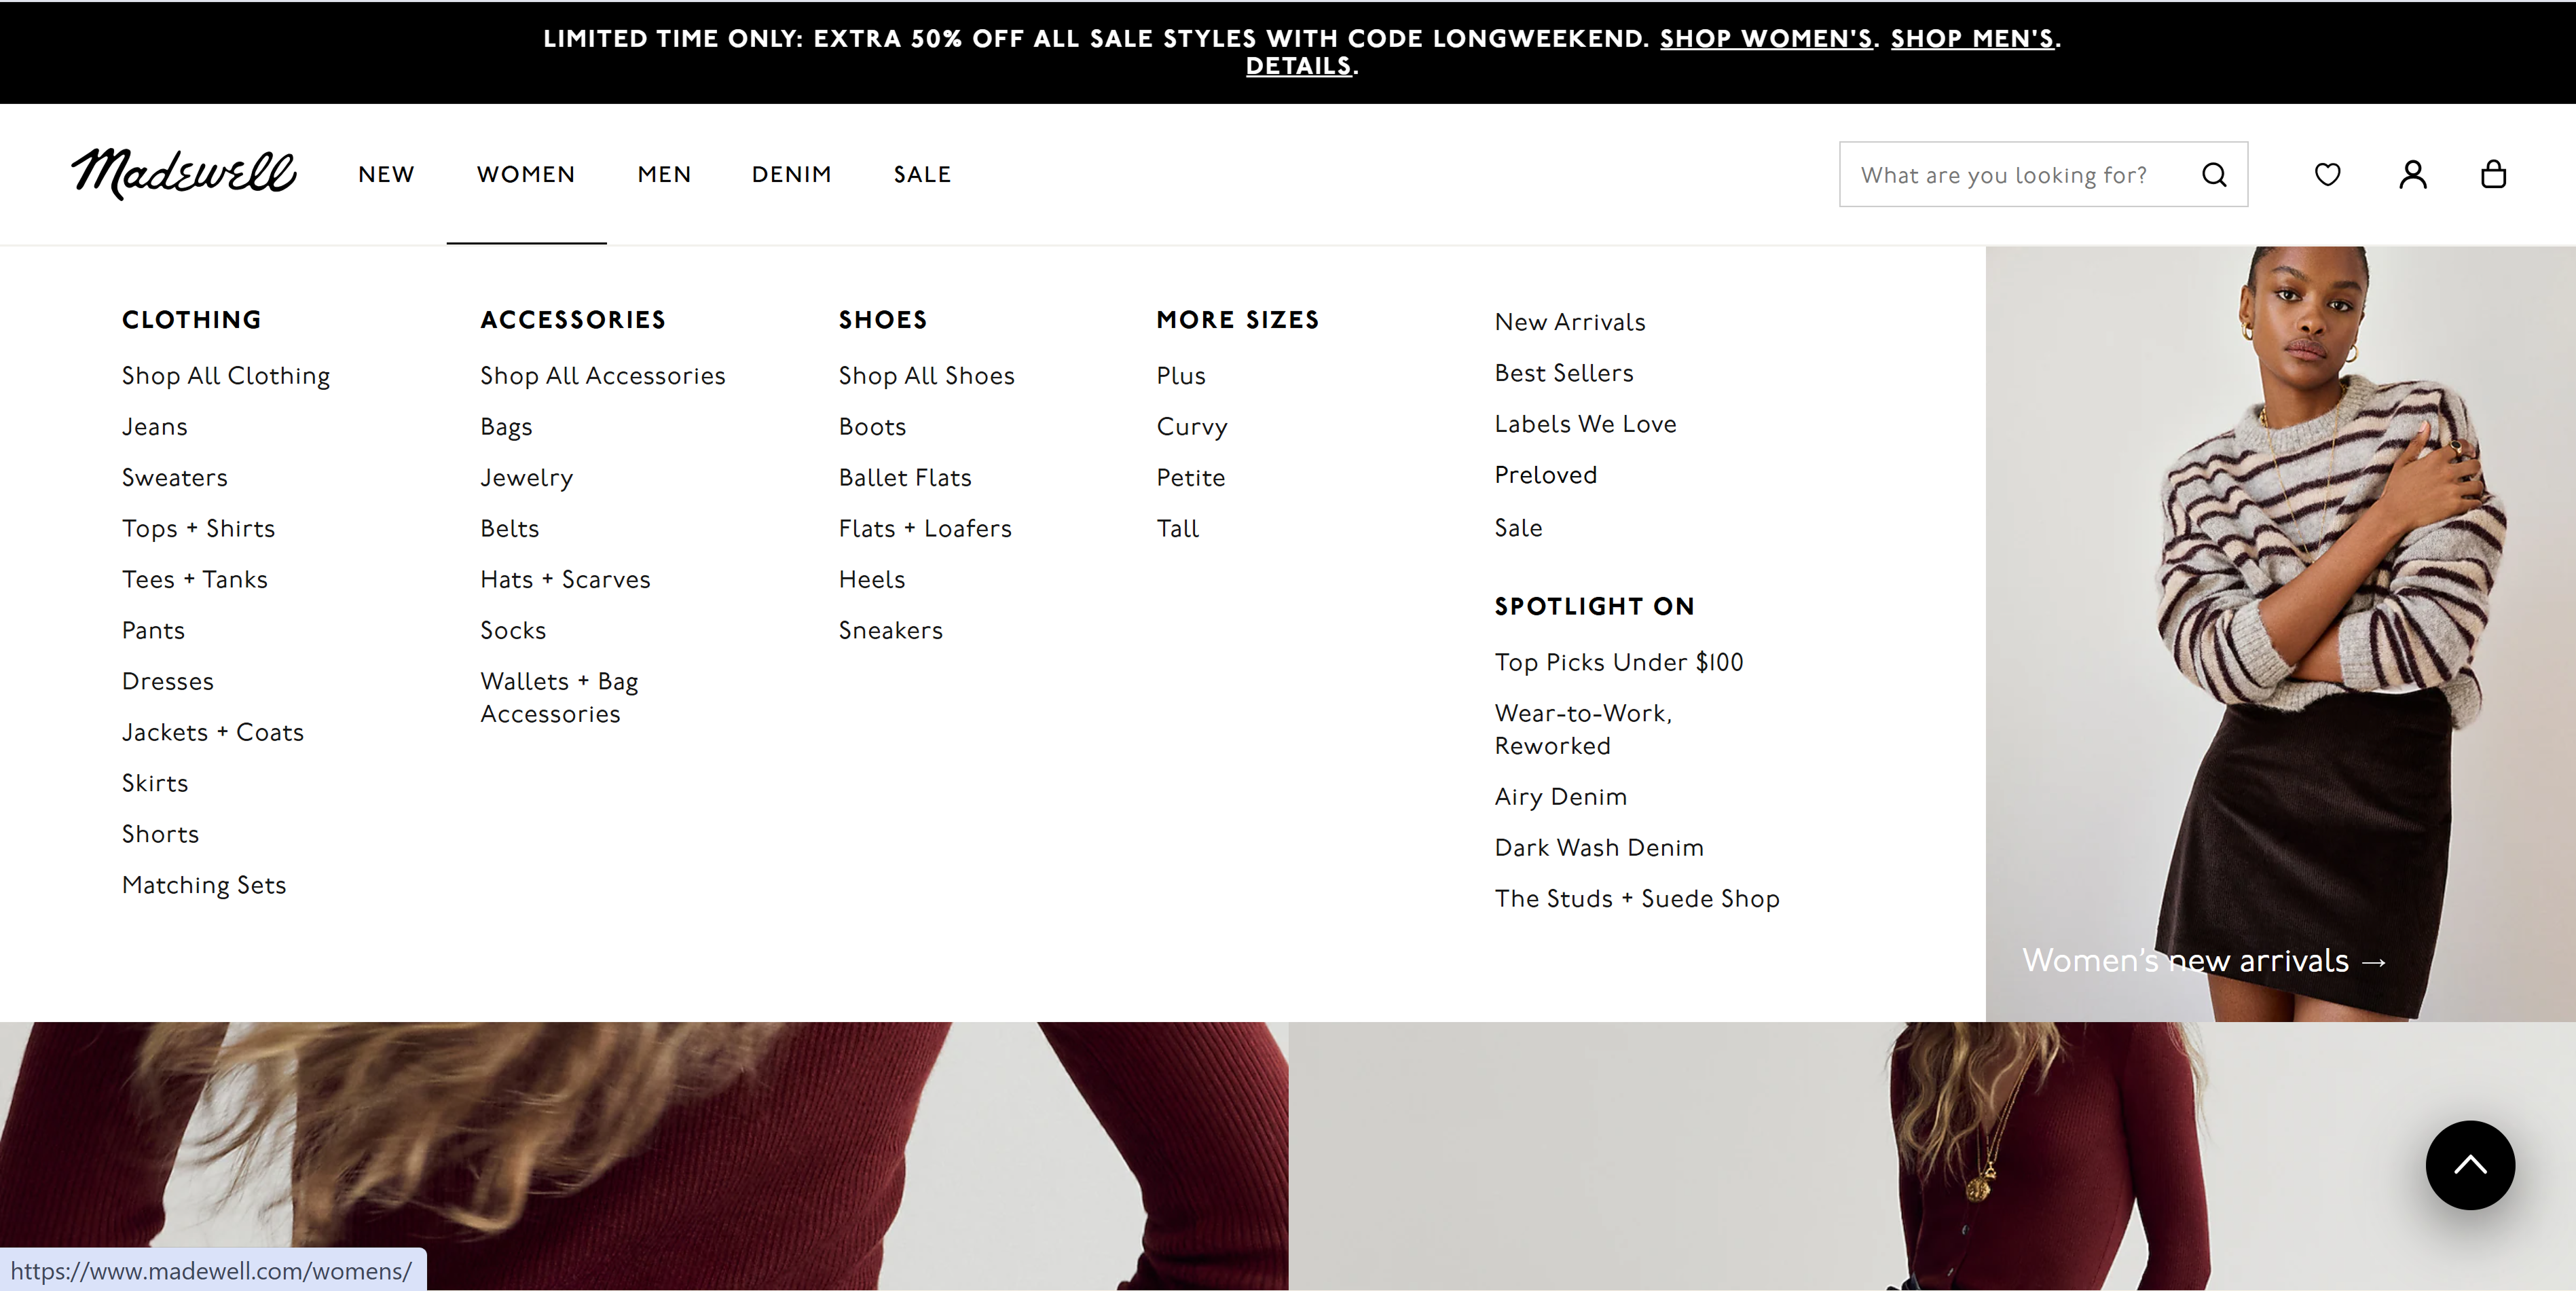 LIMITED TIME ONLY: EXTRA 50% OFF ALL SALE STYLES WITH CODE LONGWEEKEND. SHOP WOMEN'S. SHOP MEN'S.
DETAILS.
Madewell
NEW
WOMEN
MEN
DENIM
SALE
What are you looking for?
CLOTHING
Shop All Clothing
Jeans
Sweaters
Tops + Shirts
Tees + Tanks
Pants
Dresses
Jackets + Coats
Skirts
Shorts
Matching Sets
ACCESSORIES
Shop All Accessories
Bags
Jewelry
Belts
Hats + Scarves
Socks
Wallets + Bag
Accessories
SHOES
Shop All Shoes
Boots
Ballet Flats
Flats + Loafers
Heels
Sneakers
MORE SIZES
Plus
Curvy
Petite
Tall
New Arrivals
Best Sellers
Labels We Love
Preloved
Sale
SPOTLIGHT ON
Top Picks Under $100
Wear-to-Work,
Reworked
Airy Denim
Dark Wash Denim
The Studs + Suede Shop
Women's new arrivals →
https://www.madewell.com/womens/